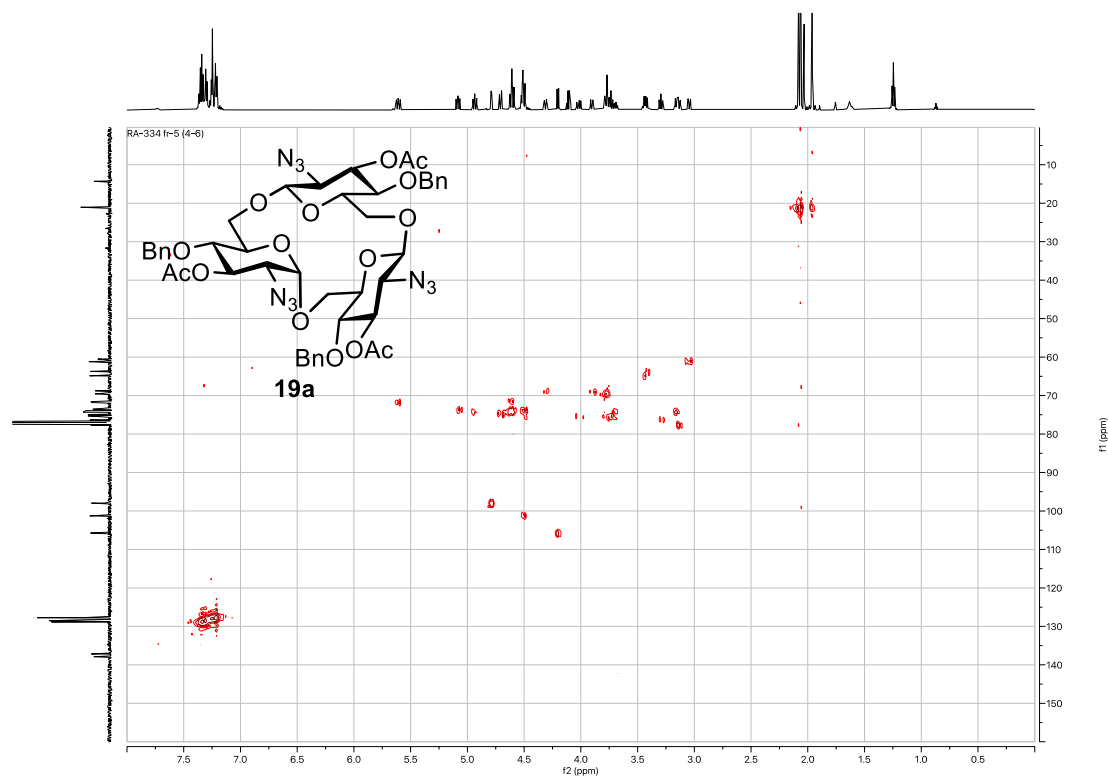 RA-334 fr-5 (4-6)
N3
OAc
OBn
O
O
O
BnO
O
AcO
O
N3
N3
O
BnO
OAc
19a
10
20
30
40
50
60
70
80
90
100
110
120
130
140
150
f1 (ppm)
7.5 7.0 6.5 6.0 5.5 5.0 4.5 4.0 3.5 3.0 2.5 2.0 1.5 1.0 0.5
f2 (ppm)